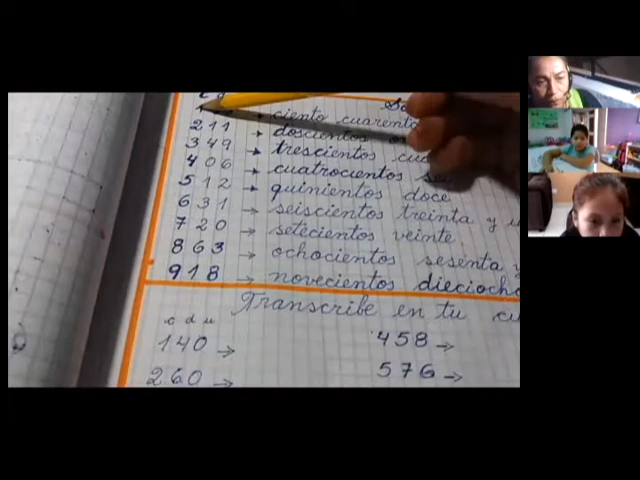 ciento
211 → doscientos
349 → trescientos
406 → cuatrocientos
512 → quinientos doce
631 → seiscientos treinta y
720 → setecientos veinte
863 → ochocientos sesenta y
918 → novecientos dieciocho
Transcribe en tu
c d u
140 →
458 →
260 →
576 →